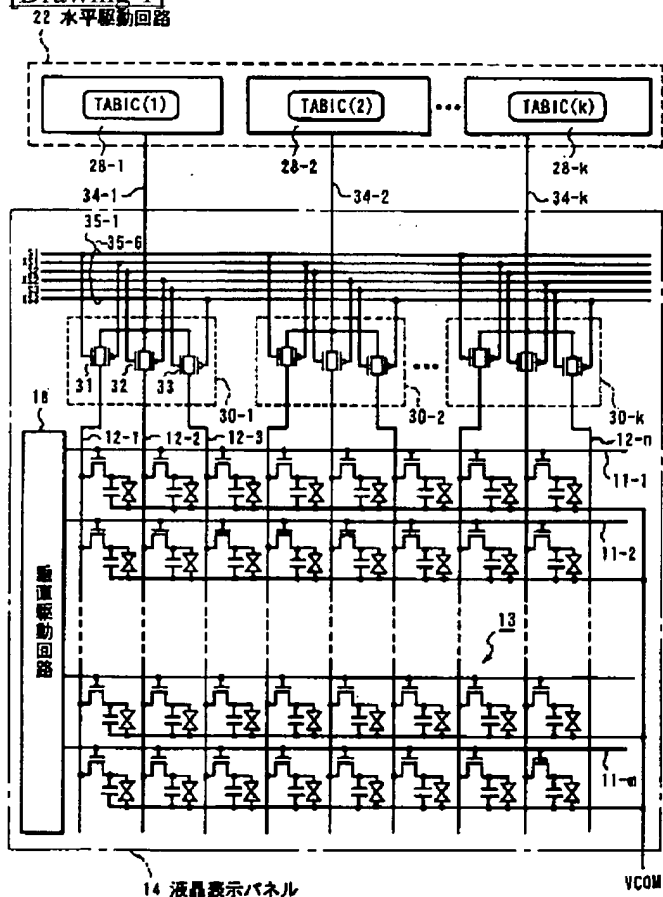 [Drawing 1]
22 水平駆動回路
TABIC(1) TABIC(2) ••• TABIC(k)
28-1 28-2 28-k
34-1 34-2 34-k
35-1
35-6
31 32 33
30-1 30-2 30-k
18
12-1 12-2 12-3 12-n
11-1
11-2
垂直駆動回路
13
11-m
14 液晶表示パネル
VCOM